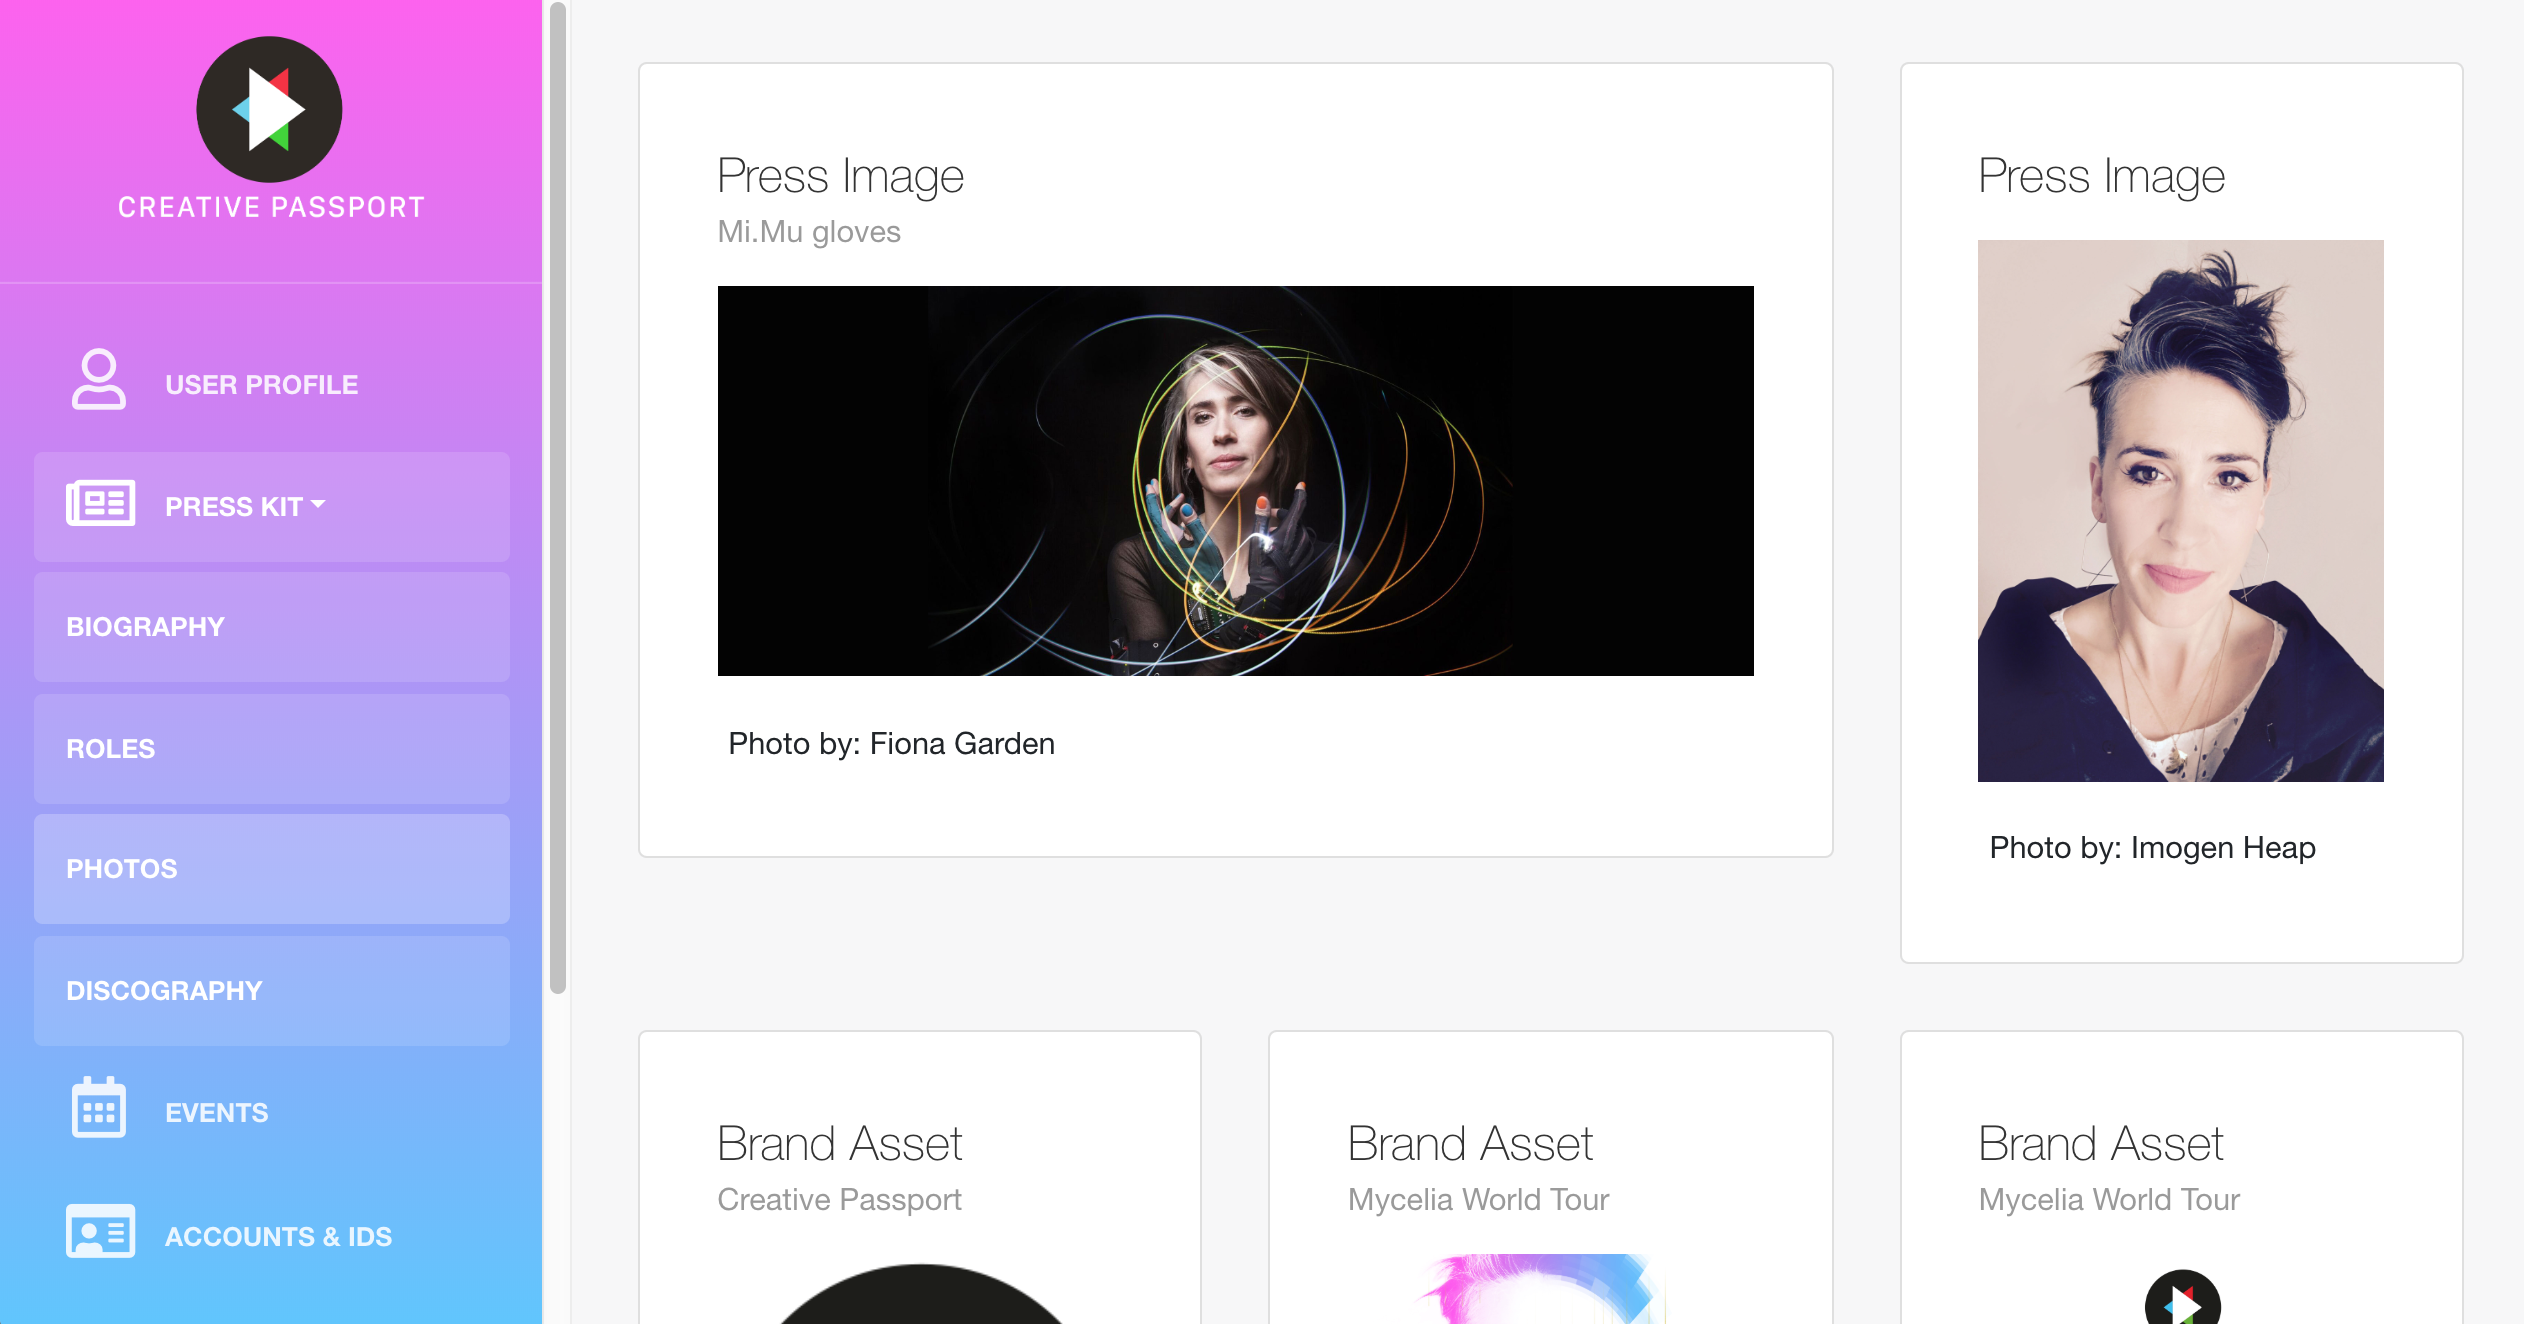 CREATIVE PASSPORT
USER PROFILE
PRESS KIT
BIOGRAPHY
ROLES
PHOTOS
DISCOGRAPHY
EVENTS
ACCOUNTS & IDS
Press Image
Mi.Mu gloves
Photo by: Fiona Garden
Press Image
Photo by: Imogen Heap
Brand Asset
Creative Passport
Brand Asset
Mycelia World Tour
Brand Asset
Mycelia World Tour